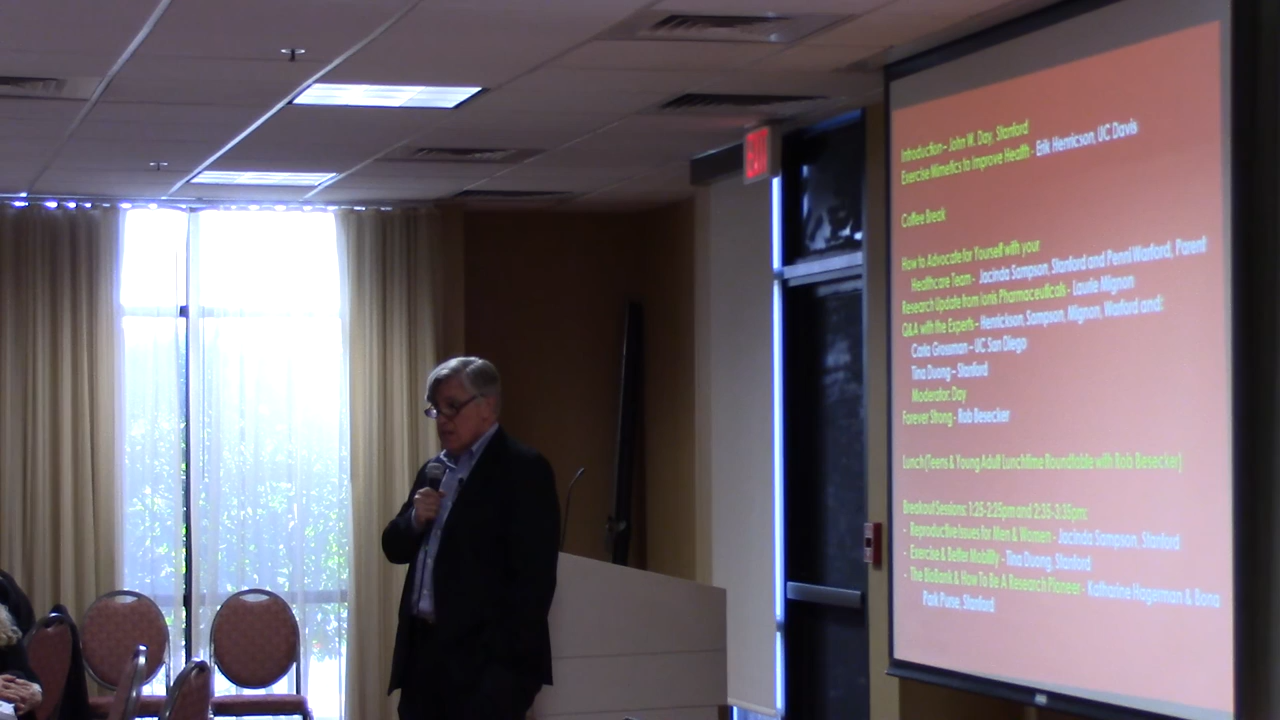 EXIT
Introduction - John W. Day, Stanford
Exercise Mimetics to Improve Health - Erik Henricson, UC Davis
Coffee Break
How to Advocate for Yourself with your
Healthcare Team - Jacinda Sampson, Stanford and Penni Warford, Parent
Research Update from Ionis Pharmaceuticals - Laurie Mignon
Q&A with the Experts - Henrickson, Sampson, Mignon, Warford and:
Carla Grossman - UC San Diego
Tina Duong - Stanford
Moderator: Day
Forever Strong - Rob Besecker
Lunch (Teens & Young Adult Lunchtime Roundtable with Rob Besecker)
Breakout Sessions: 1:25-2:25pm and 2:35-3:35pm:
- Reproductive Issues for Men & Women - Jacinda Sampson, Stanford
- Exercise & Better Mobility - Tina Duong, Stanford
- The BioBank & How To Be A Research Pioneer - Katharine Hagerman & Bona
Park Purse, Stanford